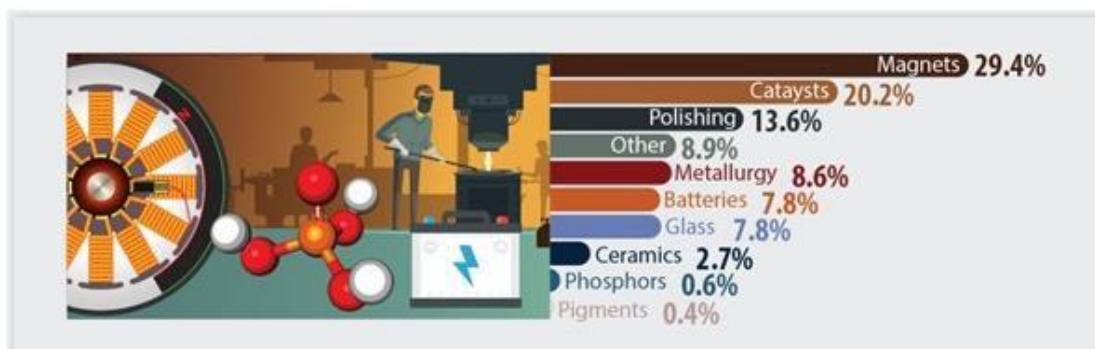 Magnets 29.4%
Cataysts 20.2%
Polishing 13.6%
Other 8.9%
Metallurgy 8.6%
Batteries 7.8%
Glass 7.8%
Ceramics 2.7%
Phosphors 0.6%
Pigments 0.4%